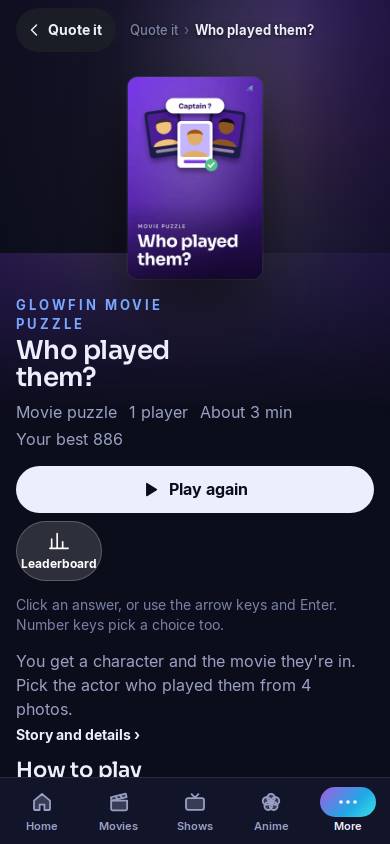 Quote it
Quote it › Who played them?
Captain ?
MOVIE PUZZLE
Who played
them?
GLOWFIN MOVIE
PUZZLE
Who played
them?
Movie puzzle 1 player About 3 min
Your best 886
Play again
Leaderboard
Click an answer, or use the arrow keys and Enter.
Number keys pick a choice too.
You get a character and the movie they're in.
Pick the actor who played them from 4
photos.
Story and details ›
How to play
Home Movies Shows Anime More